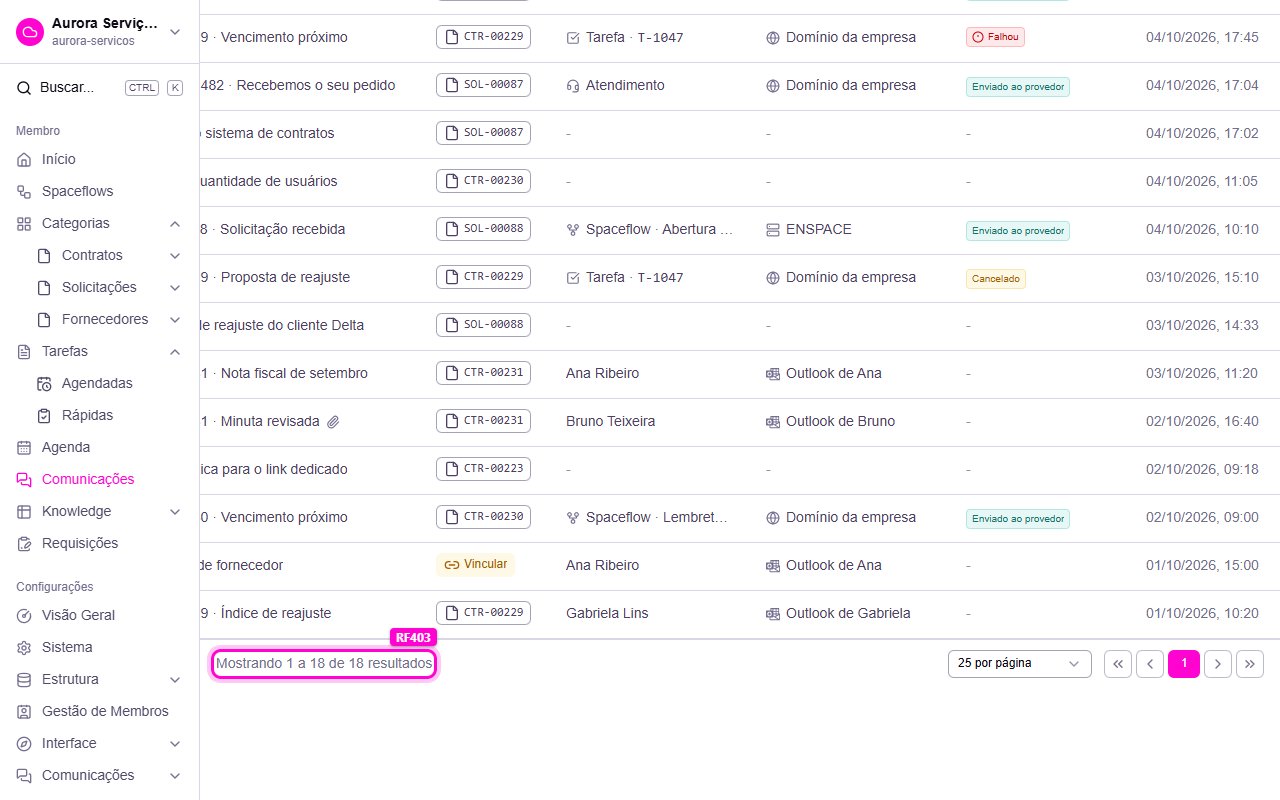 Aurora Serviç...
aurora-servicos
Buscar... CTRL K
Membro
Início
Spaceflows
Categorias
Contratos
Solicitações
Fornecedores
Tarefas
Agendadas
Rápidas
Agenda
Comunicações
Knowledge
Requisições
Configurações
Visão Geral
Sistema
Estrutura
Gestão de Membros
Interface
Comunicações
9 · Vencimento próximo CTR-00229 Tarefa · T-1047 Domínio da empresa Falhou 04/10/2026, 17:45
482 · Recebemos o seu pedido SOL-00087 Atendimento Domínio da empresa Enviado ao provedor 04/10/2026, 17:04
sistema de contratos SOL-00087 - - - 04/10/2026, 17:02
uantidade de usuários CTR-00230 - - - 04/10/2026, 11:05
8 · Solicitação recebida SOL-00088 Spaceflow · Abertura ... ENSPACE Enviado ao provedor 04/10/2026, 10:10
9 · Proposta de reajuste CTR-00229 Tarefa · T-1047 Domínio da empresa Cancelado 03/10/2026, 15:10
de reajuste do cliente Delta SOL-00088 - - - 03/10/2026, 14:33
1 · Nota fiscal de setembro CTR-00231 Ana Ribeiro Outlook de Ana - 03/10/2026, 11:20
1 · Minuta revisada CTR-00231 Bruno Teixeira Outlook de Bruno - 02/10/2026, 16:40
ica para o link dedicado CTR-00223 - - - 02/10/2026, 09:18
0 · Vencimento próximo CTR-00230 Spaceflow · Lembret... Domínio da empresa Enviado ao provedor 02/10/2026, 09:00
de fornecedor Vincular Ana Ribeiro Outlook de Ana - 01/10/2026, 15:00
9 · Índice de reajuste CTR-00229 Gabriela Lins Outlook de Gabriela - 01/10/2026, 10:20
RF403
Mostrando 1 a 18 de 18 resultados 25 por página 1